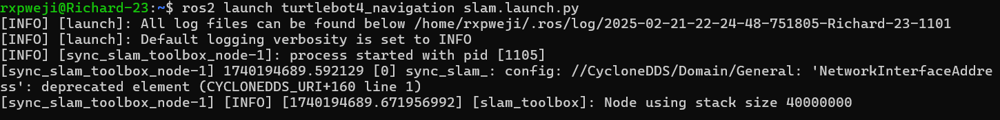 rxpweji@Richard-23:~$ ros2 launch turtlebot4_navigation slam.launch.py
[INFO] [launch]: All log files can be found below /home/rxpweji/.ros/log/2025-02-21-22-24-48-751805-Richard-23-1101
[INFO] [launch]: Default logging verbosity is set to INFO
[INFO] [sync_slam_toolbox_node-1]: process started with pid [1105]
[sync_slam_toolbox_node-1] 1740194689.592129 [0] sync_slam_: config: //CycloneDDS/Domain/General: 'NetworkInterfaceAddre
ss': deprecated element (CYCLONEDDS_URI+160 line 1)
[sync_slam_toolbox_node-1] [INFO] [1740194689.671956992] [slam_toolbox]: Node using stack size 40000000